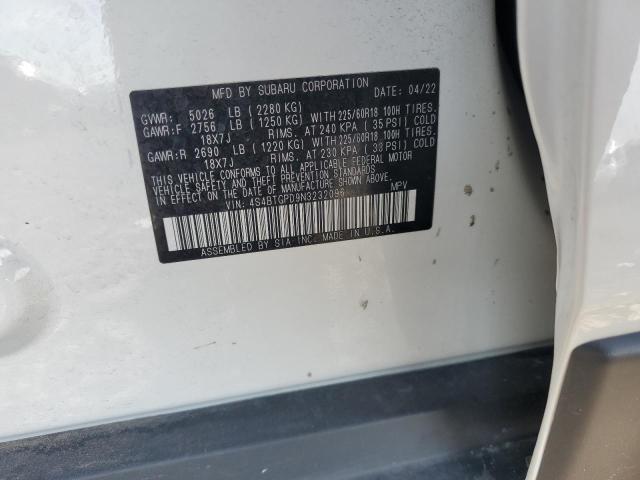 MFD BY SUBARU CORPORATION DATE: 04/22
GVWR: 5026 LB (2280 KG)
GAWR:F 2756 LB (1250 KG) WITH 225/60R18 100H TIRES.
18X7J RIMS. AT 240 KPA (35 PSI) COLD
GAWR:R 2690 LB (1220 KG) WITH 225/60R18 100H TIRES.
18X7J RIMS. AT 230 KPA (33 PSI) COLD
THIS VEHICLE CONFORMS TO ALL APPLICABLE FEDERAL MOTOR
VEHICLE SAFETY AND THEFT PREVENTION STANDARDS IN EFFECT
ON THE DATE OF MANUFACTURE SHOWN ABOVE.
VIN: 4S4BTGPD9N3232096 MPV
ASSEMBLED BY SIA INC. MADE IN U.S.A.